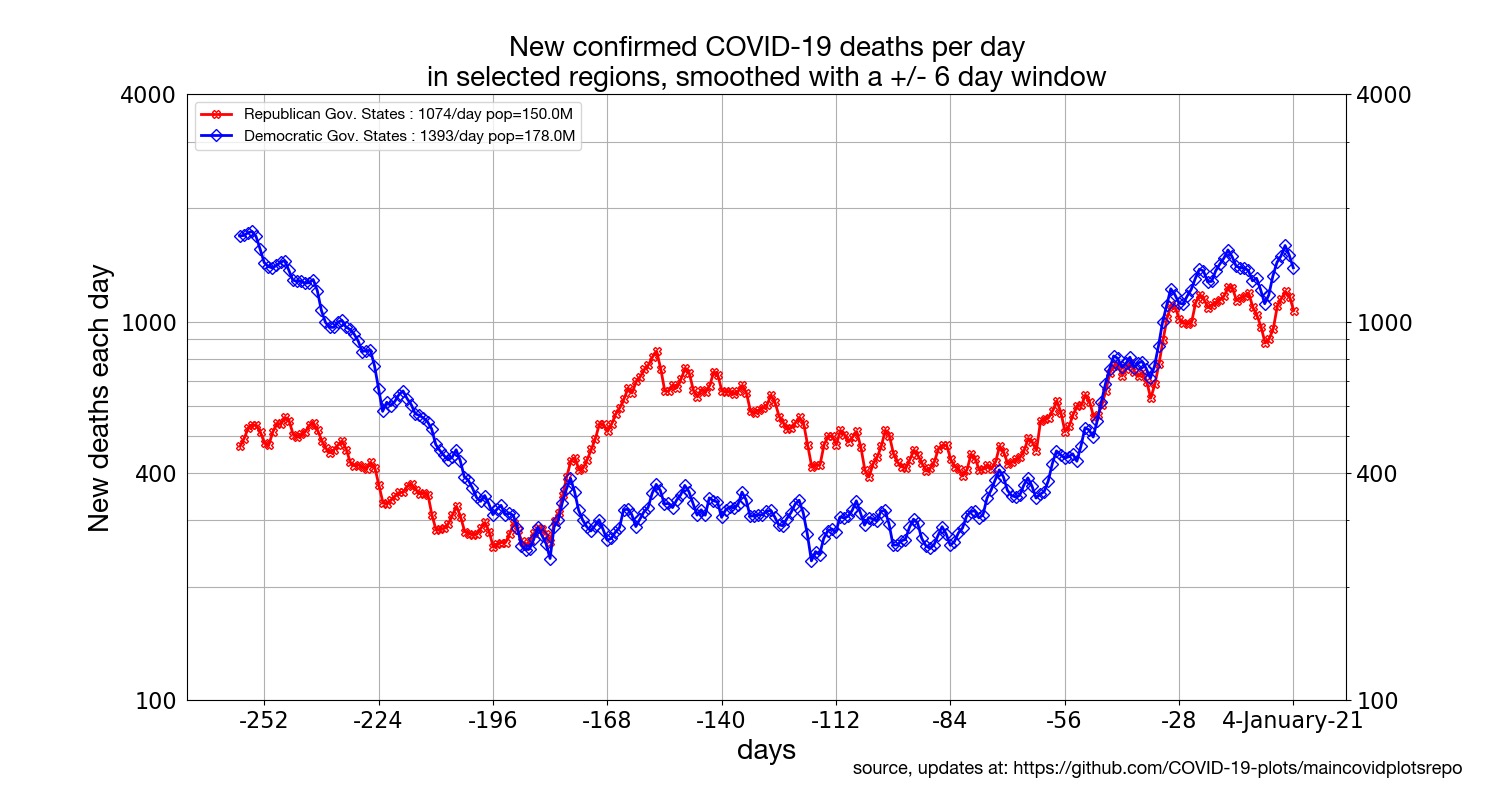 New confirmed COVID-19 deaths per day
in selected regions, smoothed with a +/- 6 day window
4000
4000
Republican Gov. States : 1074/day pop=150.0M
Democratic Gov. States : 1393/day pop=178.0M
New deaths each day
1000
1000
400
400
100
100
-252
-224
-196
-168
-140
-112
-84
-56
-28
4-January-21
days
source, updates at: https://github.com/COVID-19-plots/maincovidplotsrepo